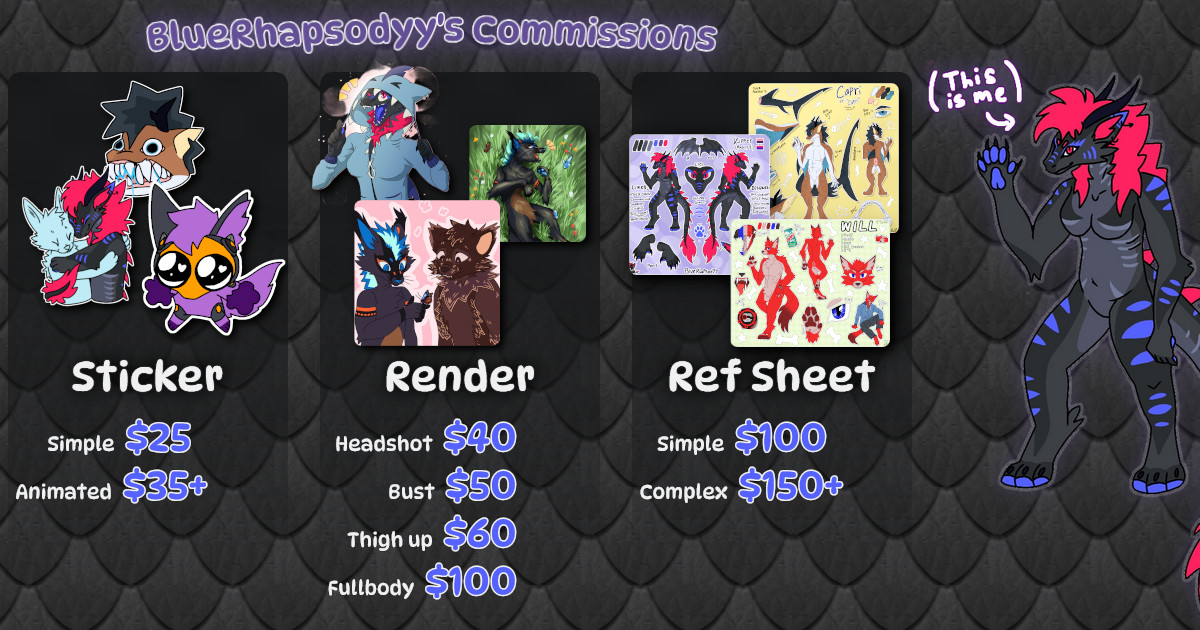 BlueRhapsodyy's Commissions
(This
is me)
Capri
WILL
Sticker
Simple $25
Animated $35+
Render
Headshot $40
Bust $50
Thigh up $60
Fullbody $100
Ref Sheet
Simple $100
Complex $150+